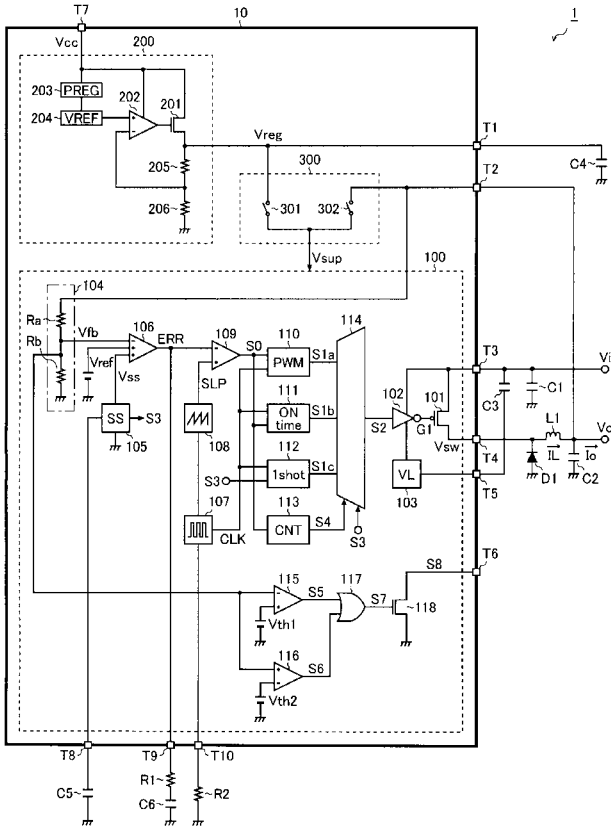 T7
10
1
Vcc
200
203
PREG
202
201
204
VREF
Vreg
T1
205
300
C4
T2
206
301
302
Vsup
100
104
Ra
Vfb
106
ERR
109
S0
110
114
Rb
Vref
PWM
S1a
102
T3
Vi
Vss
SLP
111
C3
C1
SS
S3
ON
time
S1b
S2
G1
101
L1
Vo
105
108
112
Vsw
T4
IL
Io
1shot
S1c
VL
T5
D1
C2
S3
107
113
103
CNT
S4
CLK
S3
T6
S8
115
S5
117
S7
118
Vth1
116
S6
Vth2
T8
T9
T10
R1
C5
C6
R2